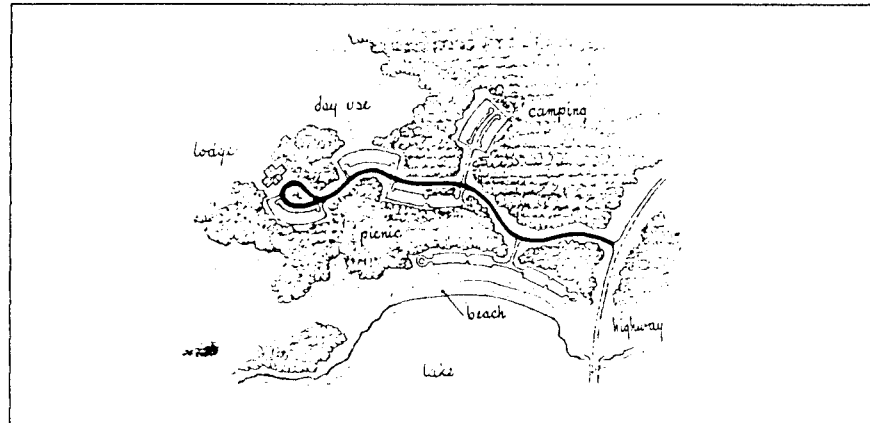 day use
camping
lodge
picnic
beach
highway
lake